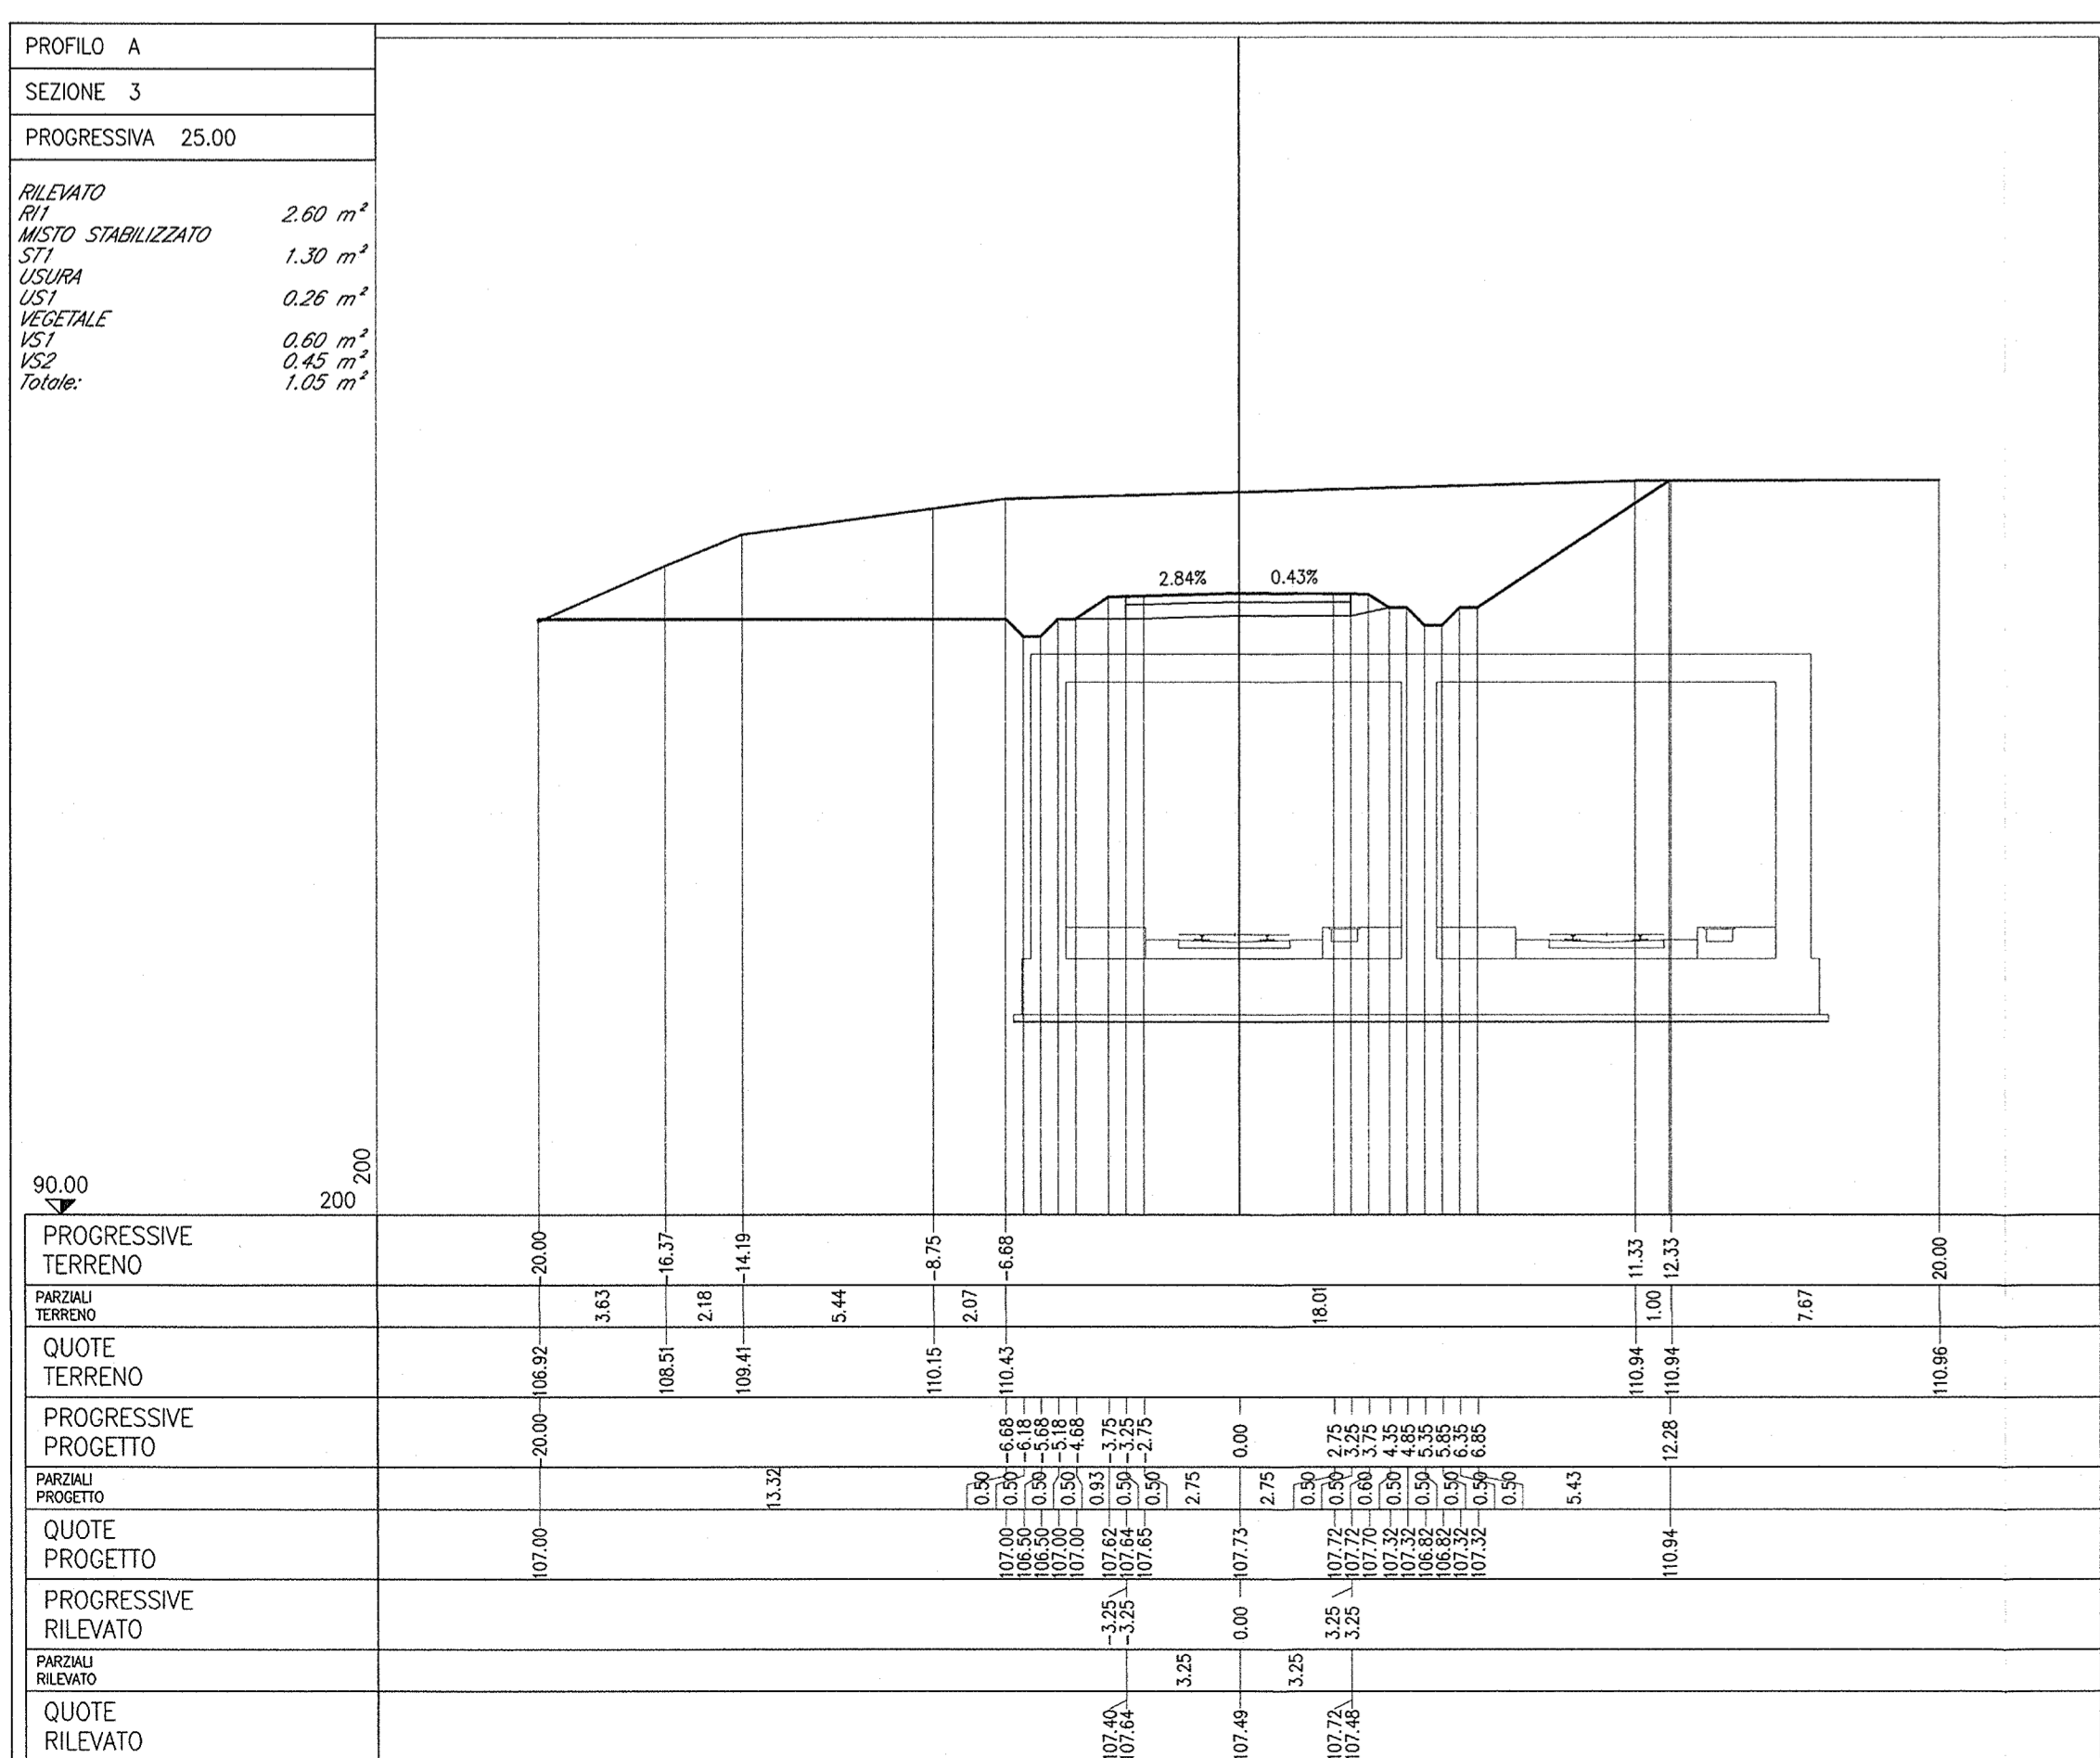 PROFILO A
SEZIONE 3
PROGRESSIVA 25.00
RILEVATO
RI1 2.60 m²
MISTO STABILIZZATO
ST1 1.30 m²
USURA
US1 0.26 m²
VEGETALE
VS1 0.60 m²
VS2 0.45 m²
Totale: 1.05 m²
2.84% 0.43%
90.00
200
200
PROGRESSIVE TERRENO -20.00 -16.37 -14.19 -8.75 -6.68 11.33 12.33 20.00
PARZIALI TERRENO 3.63 2.18 5.44 2.07 18.01 1.00 7.67
QUOTE TERRENO 106.92 108.51 109.41 110.15 110.43 110.94 110.94 110.96
PROGRESSIVE PROGETTO -20.00 -6.68 -6.18 -5.68 -5.18 -4.68 -3.75 -3.25 -2.75 0.00 2.75 3.25 3.75 4.35 4.85 5.35 5.85 6.35 6.85 12.28
PARZIALI PROGETTO 13.32 0.50 0.50 0.50 0.50 0.93 0.50 0.50 2.75 2.75 0.50 0.50 0.60 0.50 0.50 0.50 0.50 0.50 5.43
QUOTE PROGETTO 107.00 107.00 106.50 106.50 107.00 107.00 107.62 107.64 107.65 107.73 107.72 107.72 107.70 107.32 107.32 106.82 106.82 107.32 107.32 110.94
PROGRESSIVE RILEVATO -3.25 -3.25 0.00 3.25 3.25
PARZIALI RILEVATO 3.25 3.25
QUOTE RILEVATO 107.40 107.64 107.49 107.72 107.48